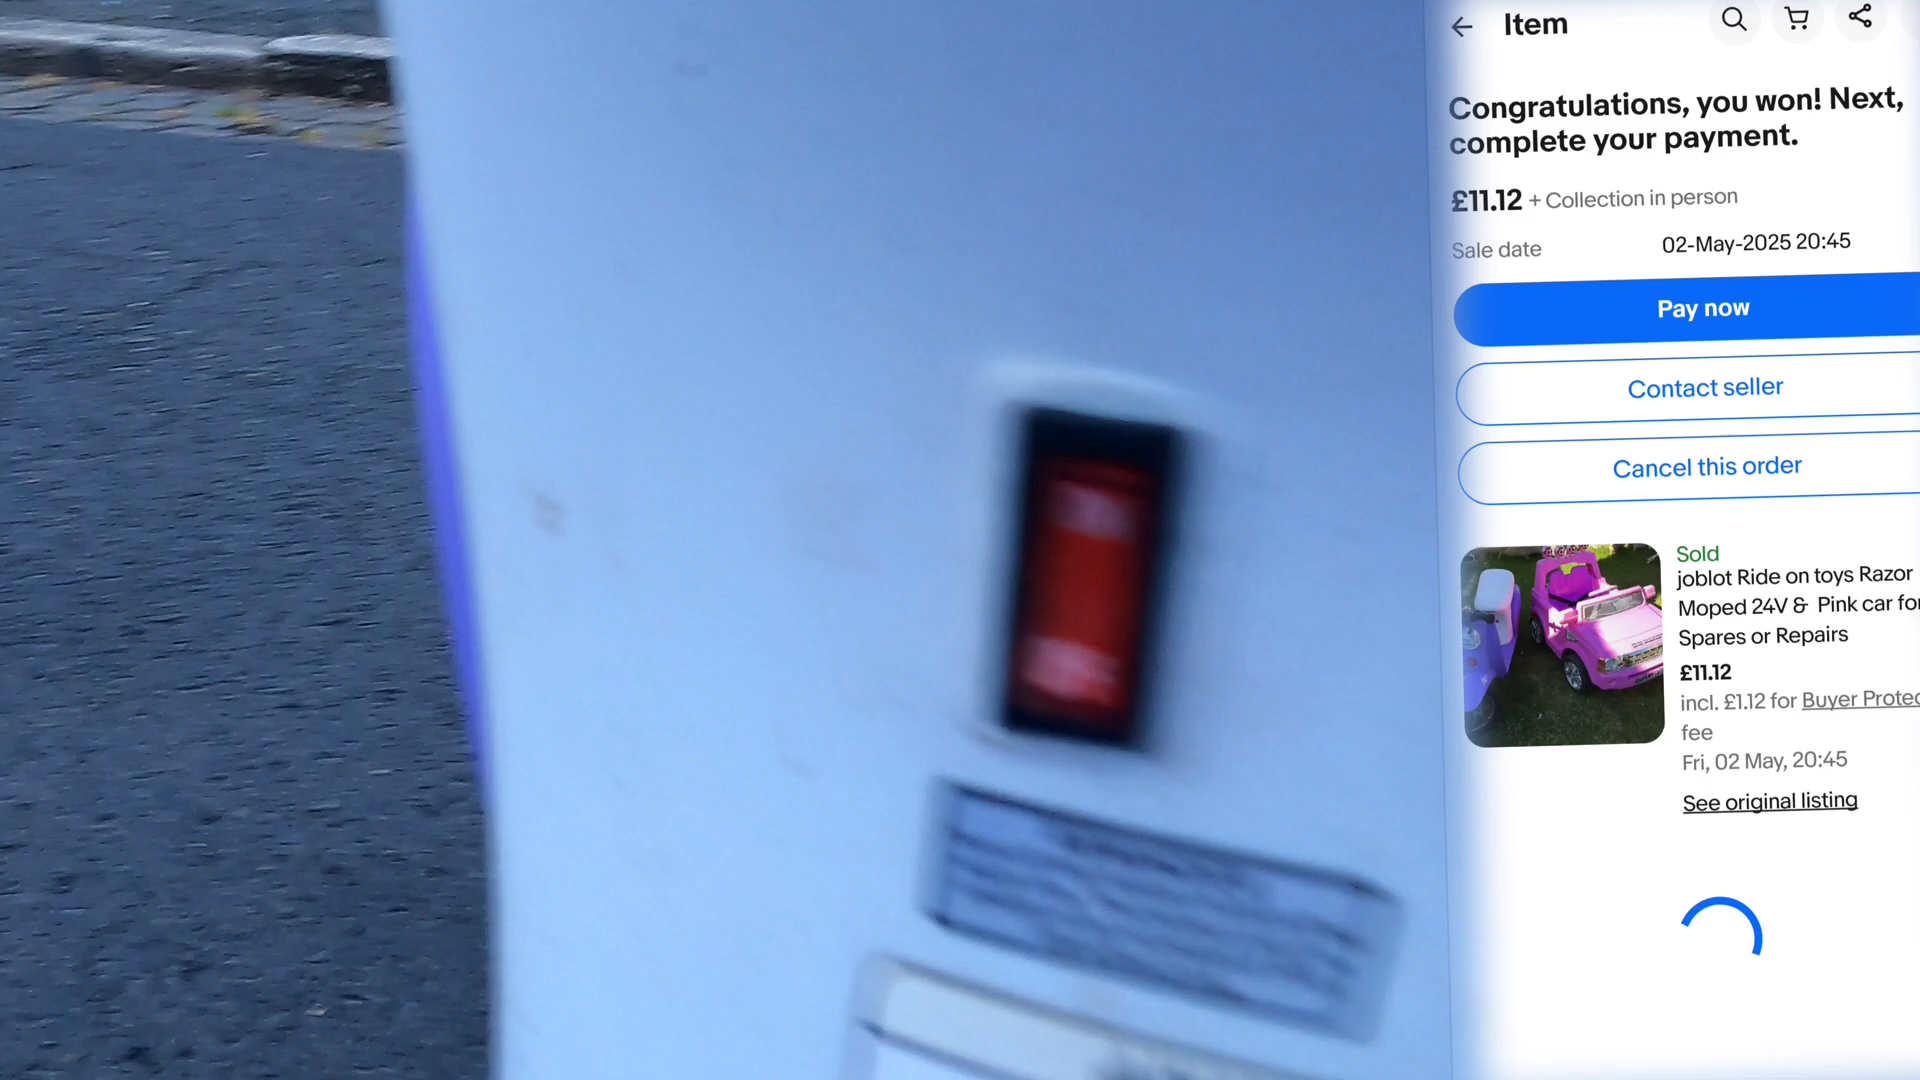 Item
Congratulations, you won! Next,
complete your payment.
£11.12 + Collection in person
Sale date 02-May-2025 20:45
Pay now
Contact seller
Cancel this order
Sold
joblot Ride on toys Razor
Moped 24V & Pink car for
Spares or Repairs
£11.12
incl. £1.12 for Buyer Protec
fee
Fri, 02 May, 20:45
See original listing